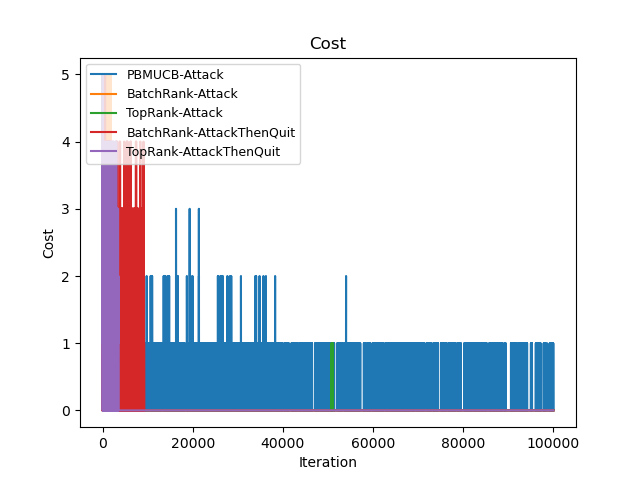 Cost
5
4
3
2
1
0
Cost
PBMUCB-Attack
BatchRank-Attack
TopRank-Attack
BatchRank-AttackThenQuit
TopRank-AttackThenQuit
0 20000 40000 60000 80000 100000
Iteration